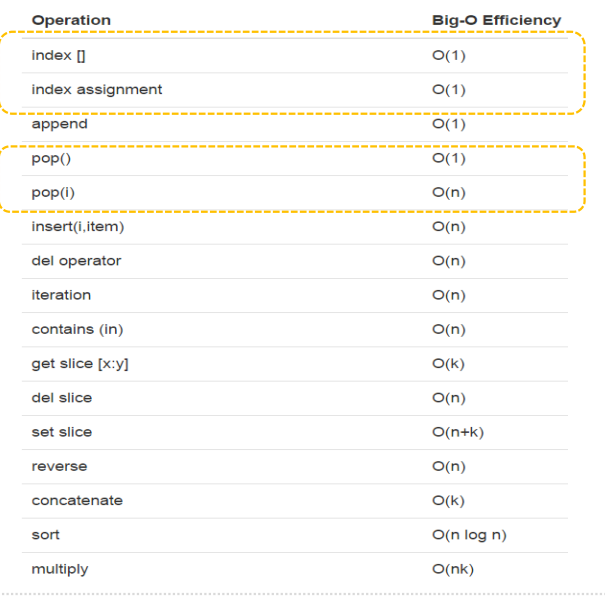 Operation Big-O Efficiency
index [] O(1)
index assignment O(1)
append O(1)
pop() O(1)
pop(i) O(n)
insert(i,item) O(n)
del operator O(n)
iteration O(n)
contains (in) O(n)
get slice [x:y] O(k)
del slice O(n)
set slice O(n+k)
reverse O(n)
concatenate O(k)
sort O(n log n)
multiply O(nk)